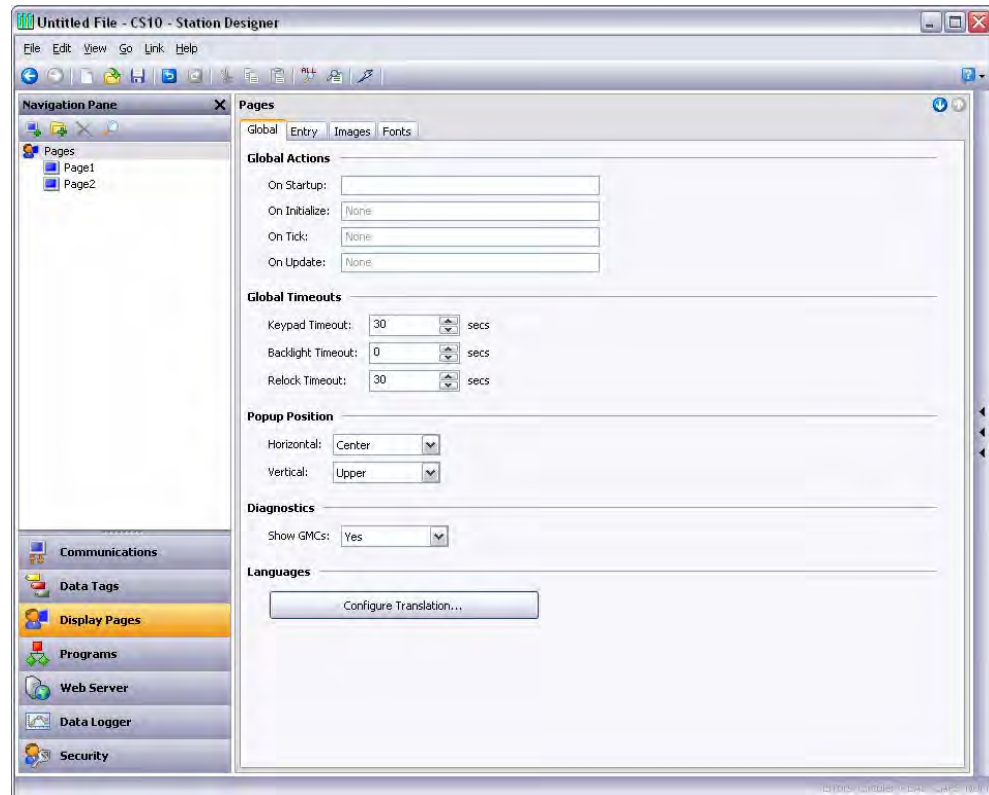 Untitled File - CS10 - Station Designer
File Edit View Go Link Help
ALL
Navigation Pane
Pages
Page1
Page2
Communications
Data Tags
Display Pages
Programs
Web Server
Data Logger
Security
Pages
Global Entry Images Fonts
Global Actions
On Startup:
On Initialize: None
On Tick: None
On Update: None
Global Timeouts
Keypad Timeout: 30 secs
Backlight Timeout: 0 secs
Relock Timeout: 30 secs
Popup Position
Horizontal: Center
Vertical: Upper
Diagnostics
Show GMCs: Yes
Languages
Configure Translation...